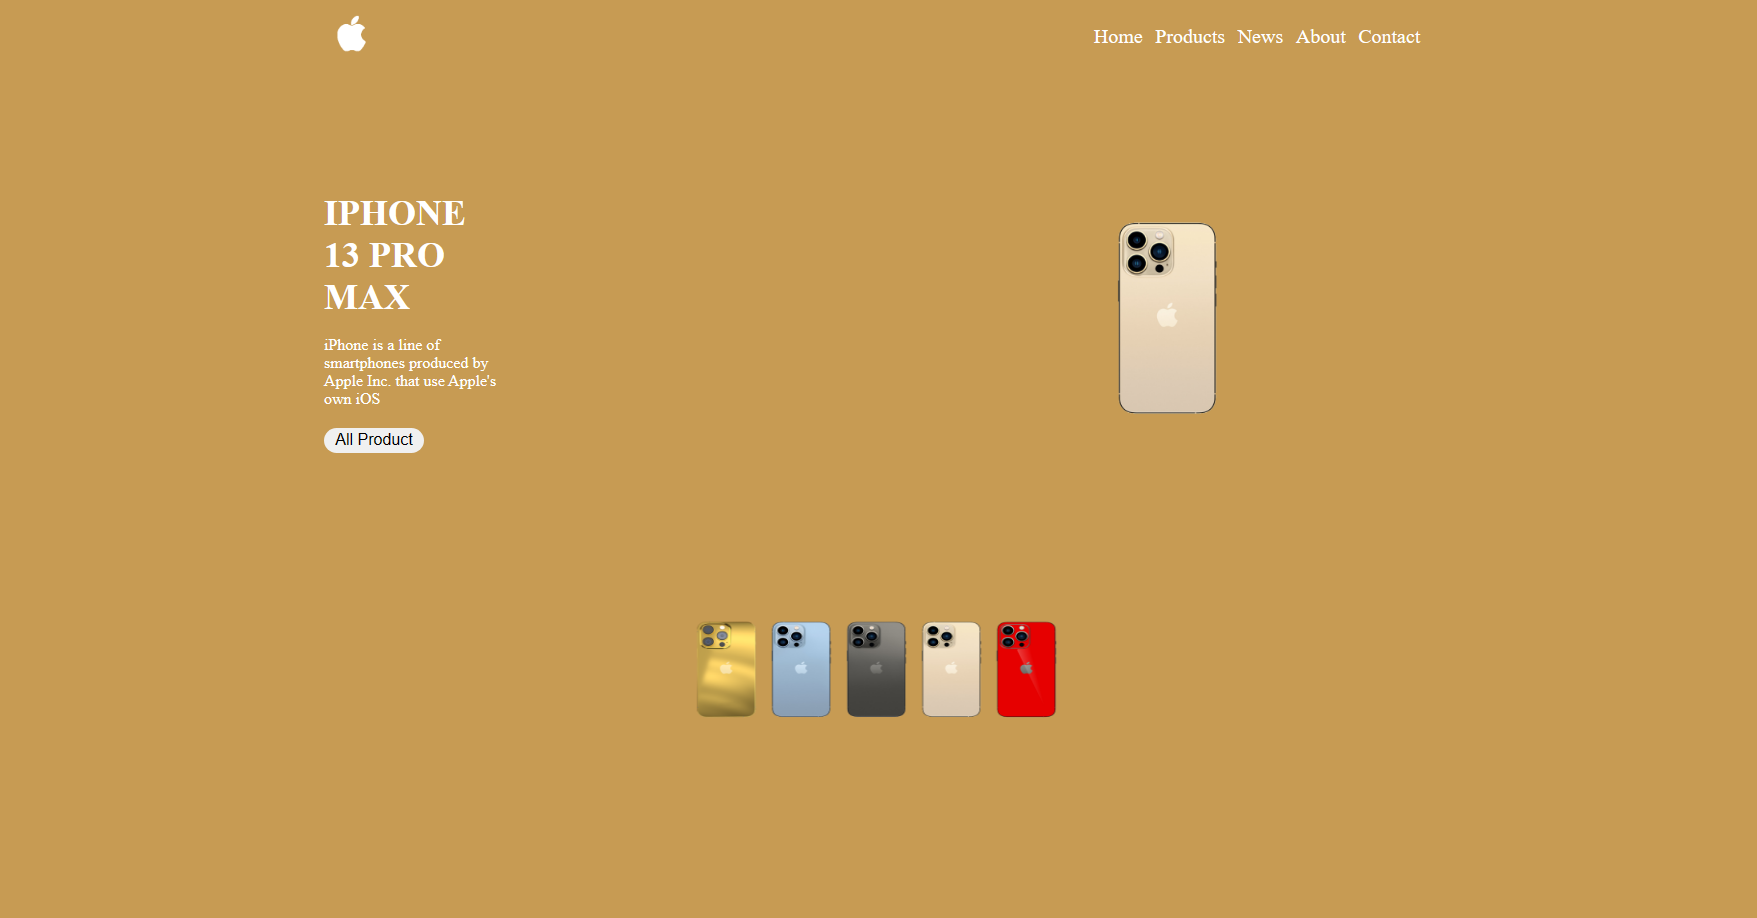 Home Products News About Contact
IPHONE
13 PRO
MAX
iPhone is a line of
smartphones produced by
Apple Inc. that use Apple's
own iOS
All Product